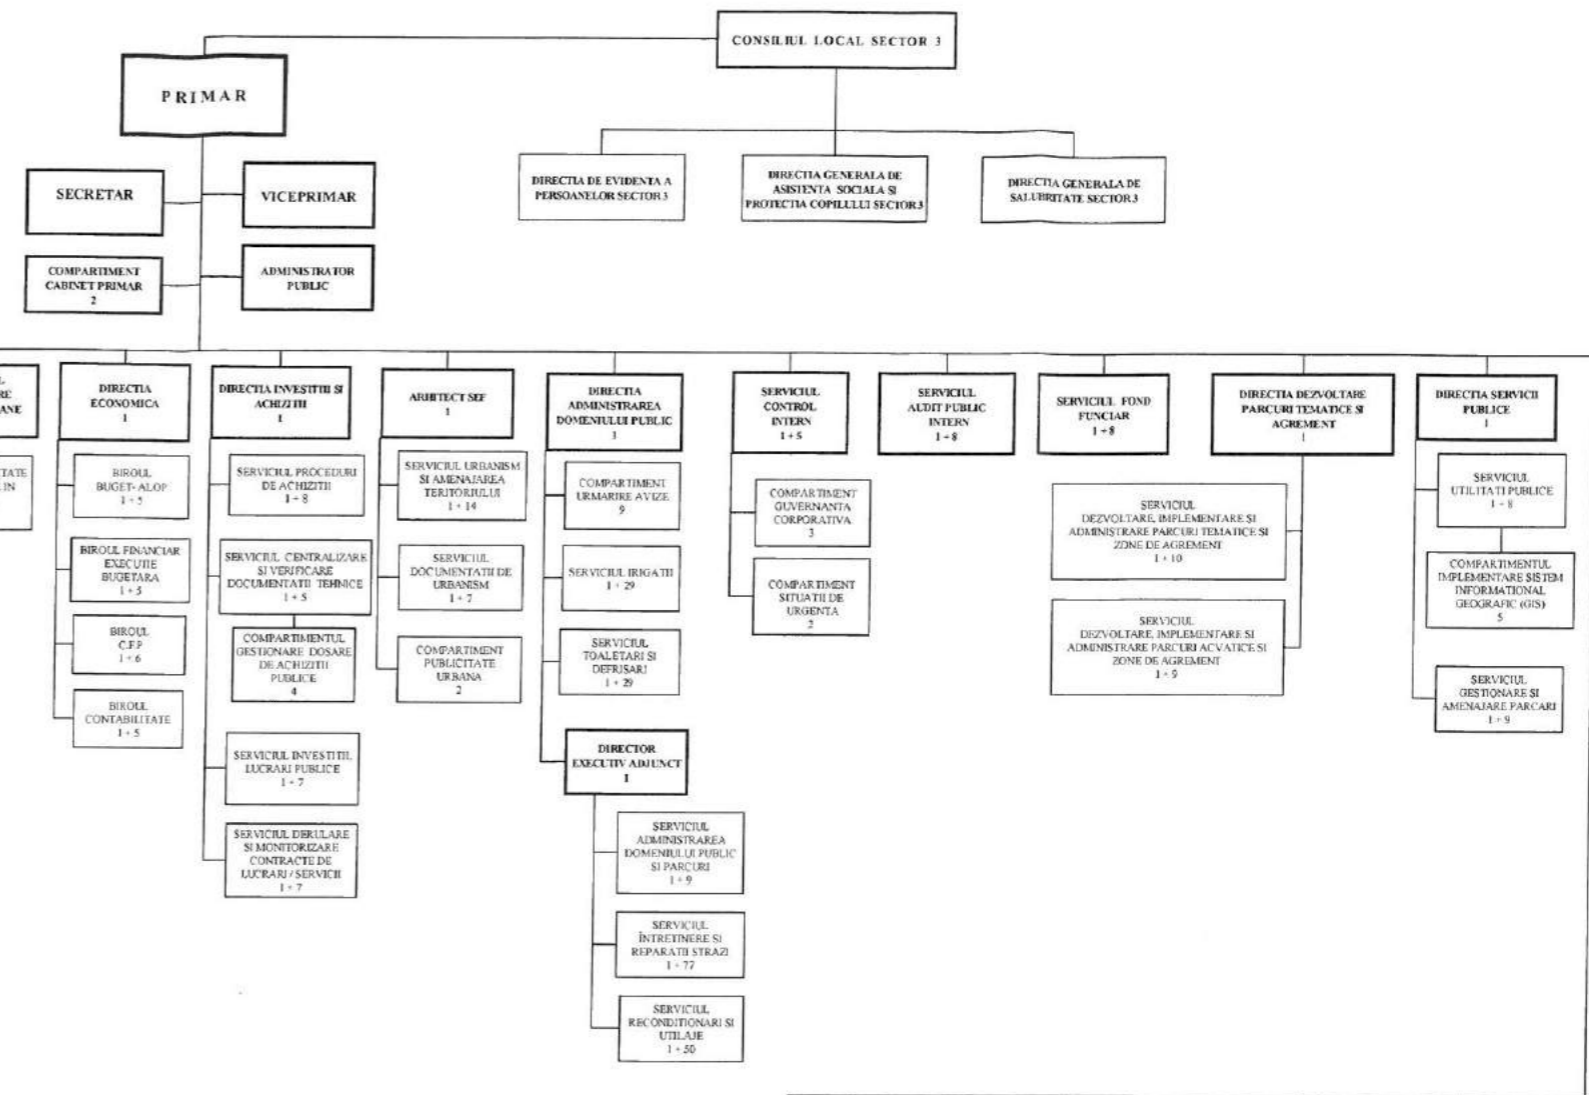 CONSILIUL LOCAL SECTOR 3
PRIMAR
SECRETAR
VICEPRIMAR
COMPARTIMENT
CABINET PRIMAR
2
ADMINISTRATOR
PUBLIC
DIRECTIA DE EVIDENTA A
PERSOANELOR SECTOR 3
DIRECTIA GENERALA DE
ASISTENTA SOCIALA SI
PROTECTIA COPILULUI SECTOR 3
DIRECTIA GENERALA DE
SALUBRITATE SECTOR 3
L
RE
ANE
TATE
IN
DIRECTIA
ECONOMICA
1
BIROUL
BUGET- ALOP
1 + 5
BIROUL FINANCIAR
EXECUTIE
BUGETARA
1 + 5
BIROUL
C.F.P
1 + 6
BIROUL
CONTABILITATE
1 + 5
DIRECTIA INVESTITII SI
ACHIZITII
1
SERVICIUL PROCEDURI
DE ACHIZITII
1 + 8
SERVICIUL CENTRALIZARE
SI VERIFICARE
DOCUMENTATII TEHNICE
1 + 5
COMPARTIMENTUL
GESTIONARE DOSARE
DE ACHIZITII
PUBLICE
4
SERVICIUL INVESTITII,
LUCRARI PUBLICE
1 + 7
SERVICIUL DERULARE
SI MONITORIZARE
CONTRACTE DE
LUCRARI / SERVICII
1 + 7
ARHITECT SEF
1
SERVICIUL URBANISM
SI AMENAJAREA
TERITORIULUI
1 + 14
SERVICIUL
DOCUMENTATII DE
URBANISM
1 + 7
COMPARTIMENT
PUBLICITATE
URBANA
2
DIRECTIA
ADMINISTRAREA
DOMENIULUI PUBLIC
1
COMPARTIMENT
URMARIRE AVIZE
9
SERVICIUL IRIGATII
1 + 29
SERVICIUL
TOALETARI SI
DEFRISARI
1 + 29
DIRECTOR
EXECUTIV ADJUNCT
1
SERVICIUL
ADMINISTRAREA
DOMENIULUI PUBLIC
SI PARCURI
1 + 9
SERVICIUL
ÎNTRETINERE SI
REPARATII STRAZI
1 + 77
SERVICIUL
RECONDITIONARI SI
UTILAJE
1 + 50
SERVICIUL
CONTROL
INTERN
1 + 5
COMPARTIMENT
GUVERNANTA
CORPORATIVA
3
COMPARTIMENT
SITUATII DE
URGENTA
2
SERVICIUL
AUDIT PUBLIC
INTERN
1 + 8
SERVICIUL FOND
FUNCIAR
1 + 8
DIRECTIA DEZVOLTARE
PARCURI TEMATICE SI
AGREMENT
1
SERVICIUL
DEZVOLTARE, IMPLEMENTARE SI
ADMINISTRARE PARCURI TEMATICE SI
ZONE DE AGREMENT
1 + 10
SERVICIUL
DEZVOLTARE, IMPLEMENTARE SI
ADMINISTRARE PARCURI ACVATICE SI
ZONE DE AGREMENT
1 + 9
DIRECTIA SERVICII
PUBLICE
1
SERVICIUL
UTILITATI PUBLICE
1 + 8
COMPARTIMENTUL
IMPLEMENTARE SISTEM
INFORMATIONAL
GEOGRAFIC (GIS)
5
SERVICIUL
GESTIONARE SI
AMENAJARE PARCARI
1 + 9